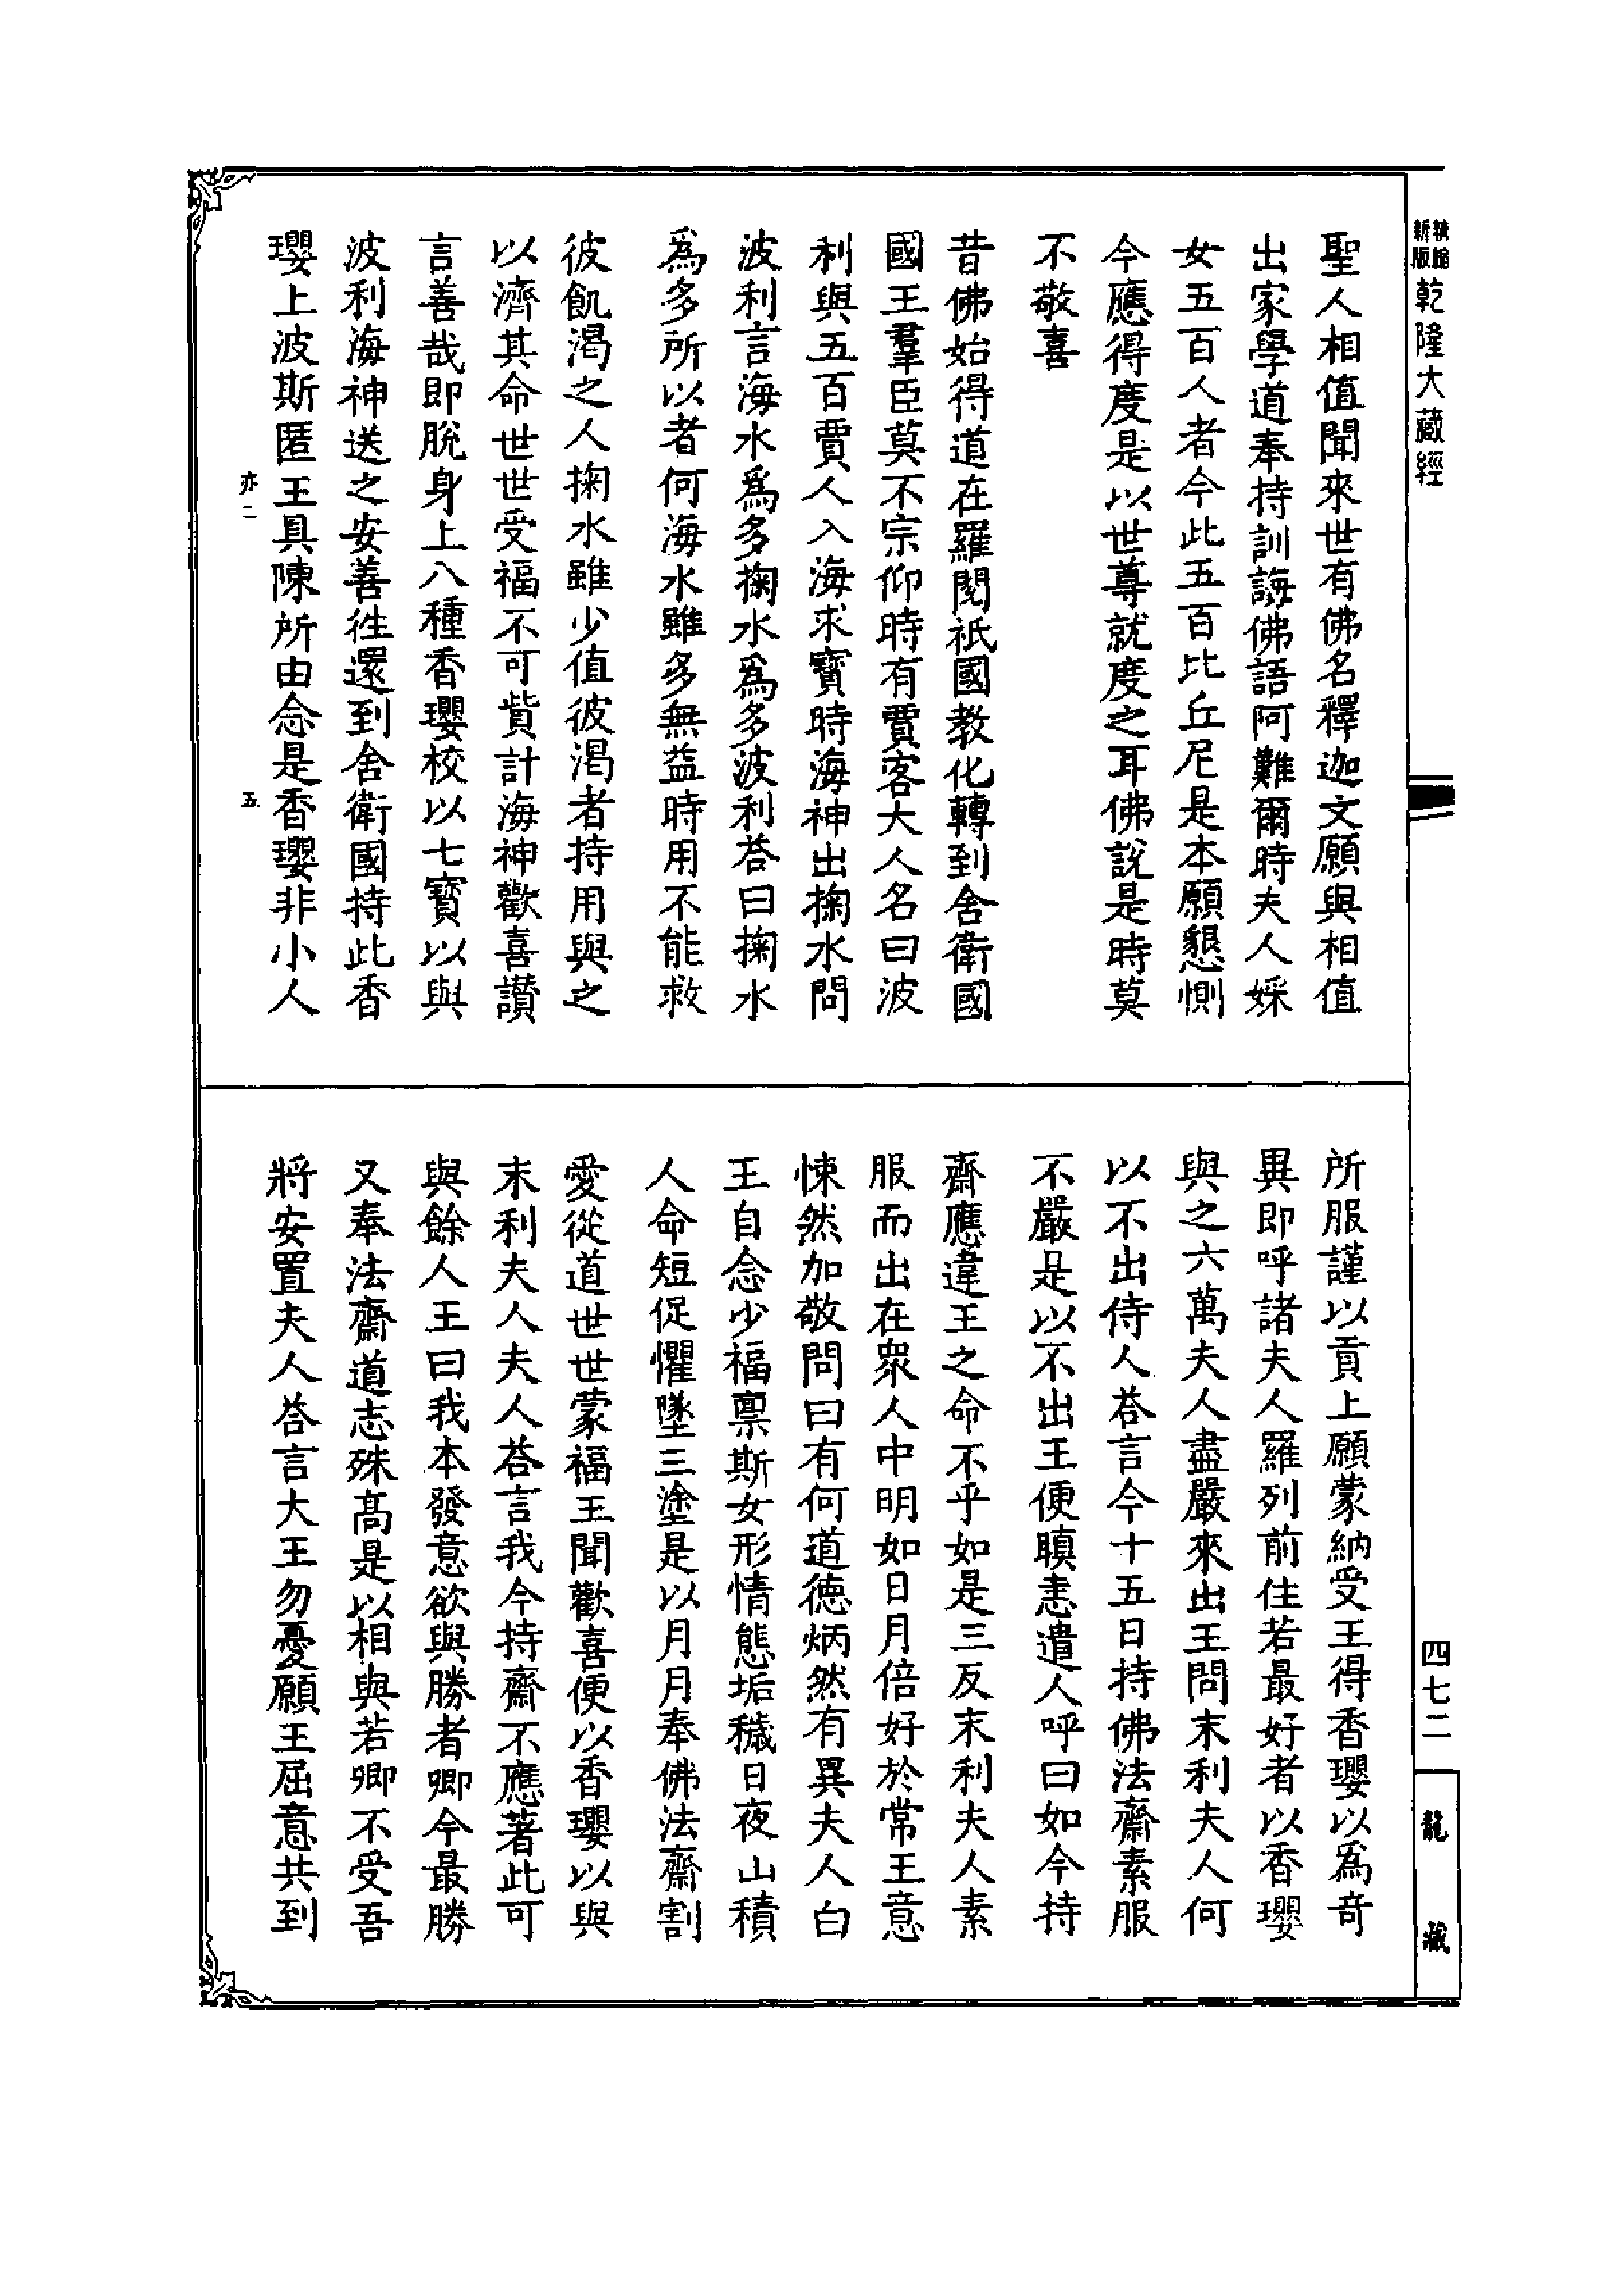 新版
精縮
乾隆大藏經
聖人相值聞來世有佛名釋迦文願與相值
出家學道奉持訓誨佛語阿難爾時夫人婇
女五百人者今此五百比丘尼是本願懇惻
今應得度是以世尊就度之耳佛說是時莫
不敬喜
昔佛始得道在羅閱祇國教化轉到舍衛國
國王羣臣莫不宗仰時有賈客大人名曰波
利與五百賈人入海求寶時海神出掬水問
波利言海水爲多掬水爲多波利荅曰掬水
爲多所以者何海水雖多無益時用不能救
彼飢渴之人掬水雖少值彼渴者持用與之
以濟其命世世受福不可貲計海神歡喜讚
言善哉即脫身上八種香瓔校以七寶以與
波利海神送之安善往還到舍衛國持此香
瓔上波斯匿王具陳所由念是香瓔非小人
亦二
五
所服謹以貢上願蒙納受王得香瓔以爲奇
異即呼諸夫人羅列前住若最好者以香瓔
與之六萬夫人盡嚴來出王問末利夫人何
以不出侍人荅言今十五日持佛法齋素服
不嚴是以不出王便瞋恚遣人呼曰如今持
齋應違王之命不乎如是三反末利夫人素
服而出在衆人中明如日月倍好於常王意
悚然加敬問曰有何道德炳然有異夫人白
王自念少福禀斯女形情態垢穢日夜山積
人命短促懼墜三塗是以月月奉佛法齋割
愛從道世世蒙福王聞歡喜便以香瓔以與
末利夫人夫人荅言我今持齋不應著此可
與餘人王曰我本發意欲與勝者卿今最勝
又奉法齋道志殊高是以相與若卿不受吾
將安置夫人荅言大王勿憂願王屈意共到
四七二
龍藏